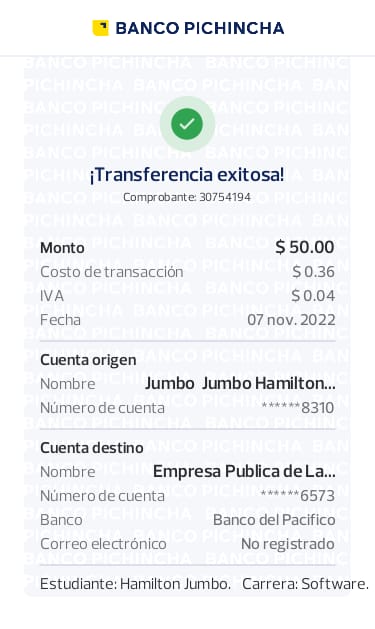 BANCO PICHINCHA
¡Transferencia exitosa!
Comprobante: 30754194
Monto $ 50.00
Costo de transacción $ 0.36
IVA $ 0.04
Fecha 07 nov. 2022
Cuenta origen
Nombre Jumbo Jumbo Hamilton...
Número de cuenta ******8310
Cuenta destino
Nombre Empresa Publica de La...
Número de cuenta ******6573
Banco Banco del Pacifico
Correo electrónico No registrado
Estudiante: Hamilton Jumbo. Carrera: Software.